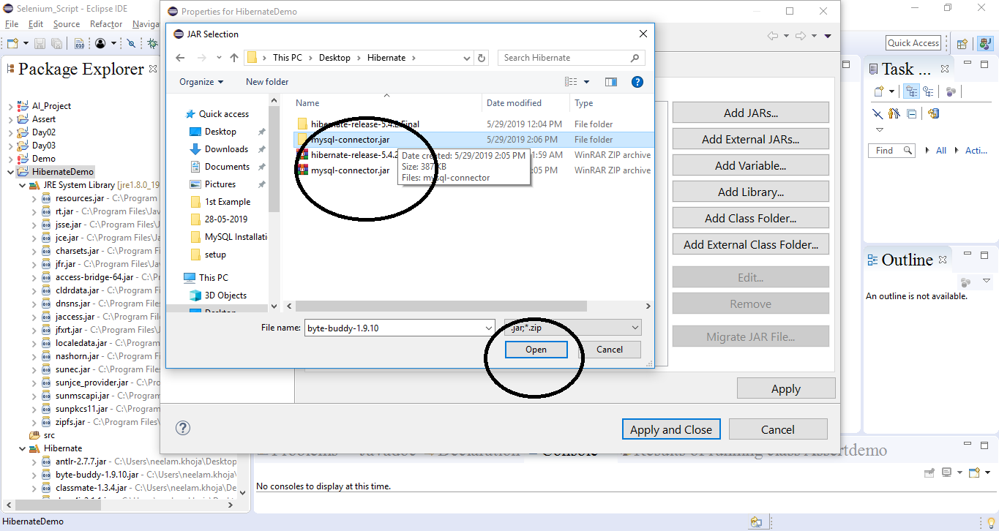 Selenium_Script - Eclipse IDE
File Edit Source Refactor Naviga
Quick Access
Package Explorer
AI_Project
Assert
Day02
Day03
Demo
HibernateDemo
JRE System Library [jre1.8.0_19
resources.jar - C:\Program
rt.jar - C:\Program Files\Jav
jsse.jar - C:\Program Files\J
jce.jar - C:\Program Files\Ja
charsets.jar - C:\Program F
jfr.jar - C:\Program Files\Jav
access-bridge-64.jar - C:\P
cldrdata.jar - C:\Program F
dnsns.jar - C:\Program Files
jaccess.jar - C:\Program File
jfxrt.jar - C:\Program Files\J
localedata.jar - C:\Program
nashorn.jar - C:\Program F
sunec.jar - C:\Program Files
sunjce_provider.jar - C:\Pro
sunmscapi.jar - C:\Program
sunpkcs11.jar - C:\Program
zipfs.jar - C:\Program Files\
src
Hibernate
antlr-2.7.7.jar - C:\Users\neelam.khoja\Desktop
byte-buddy-1.9.10.jar - C:\Users\neelam.khoja\
classmate-1.3.4.jar - C:\Users\neelam.khoja\Des
HibernateDemo
Properties for HibernateDemo
JAR Selection
This PC > Desktop > Hibernate >
Search Hibernate
Organize New folder
Quick access
Desktop
Downloads
Documents
Pictures
1st Example
28-05-2019
MySQL Installati
setup
This PC
3D Objects
Desktop
Name Date modified Type
hibernate-release-5.4.2.Final 5/29/2019 12:04 PM File folder
mysql-connector.jar 5/29/2019 2:06 PM File folder
hibernate-release-5.4.2 1:59 AM WinRAR ZIP archive
mysql-connector.jar :05 PM WinRAR ZIP archive
Date created: 5/29/2019 2:05 PM
Size: 387 KB
Files: mysql-connector
File name: byte-buddy-1.9.10 .jar;*.zip
Open Cancel
Add JARs...
Add External JARs...
Add Variable...
Add Library...
Add Class Folder...
Add External Class Folder...
Edit...
Remove
Migrate JAR File...
Apply
Apply and Close Cancel
Task ...
Find All Activ...
Outline
An outline is not available.
Problems Javadoc Declaration Console Results of running class Assertdemo
No consoles to display at this time.